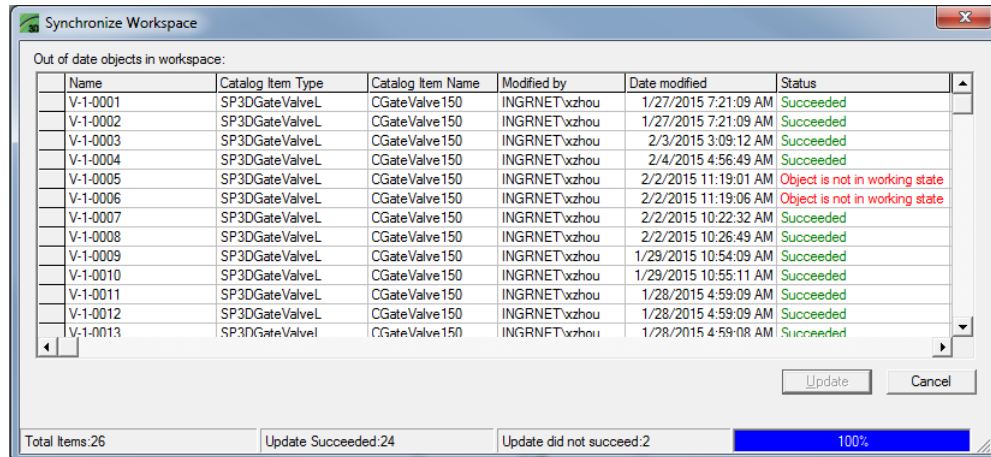 3D Synchronize Workspace
Out of date objects in workspace:
Name Catalog Item Type Catalog Item Name Modified by Date modified Status
V-1-0001 SP3DGateValveL CGateValve150 INGRNET\xzhou 1/27/2015 7:21:09 AM Succeeded
V-1-0002 SP3DGateValveL CGateValve150 INGRNET\xzhou 1/27/2015 7:21:09 AM Succeeded
V-1-0003 SP3DGateValveL CGateValve150 INGRNET\xzhou 2/3/2015 3:09:12 AM Succeeded
V-1-0004 SP3DGateValveL CGateValve150 INGRNET\xzhou 2/4/2015 4:56:49 AM Succeeded
V-1-0005 SP3DGateValveL CGateValve150 INGRNET\xzhou 2/2/2015 11:19:01 AM Object is not in working state
V-1-0006 SP3DGateValveL CGateValve150 INGRNET\xzhou 2/2/2015 11:19:06 AM Object is not in working state
V-1-0007 SP3DGateValveL CGateValve150 INGRNET\xzhou 2/2/2015 10:22:32 AM Succeeded
V-1-0008 SP3DGateValveL CGateValve150 INGRNET\xzhou 2/2/2015 10:26:49 AM Succeeded
V-1-0009 SP3DGateValveL CGateValve150 INGRNET\xzhou 1/29/2015 10:54:09 AM Succeeded
V-1-0010 SP3DGateValveL CGateValve150 INGRNET\xzhou 1/29/2015 10:55:11 AM Succeeded
V-1-0011 SP3DGateValveL CGateValve150 INGRNET\xzhou 1/28/2015 4:59:09 AM Succeeded
V-1-0012 SP3DGateValveL CGateValve150 INGRNET\xzhou 1/28/2015 4:59:09 AM Succeeded
V-1-0013 SP3DGateValveL CGateValve150 INGRNET\xzhou 1/28/2015 4:59:08 AM Succeeded
Update Cancel
Total Items:26 Update Succeeded:24 Update did not succeed:2 100%